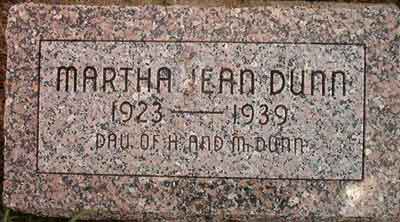 MARTHA JEAN DUNN
1923 — 1939
DAU. OF H. AND M. DUNN